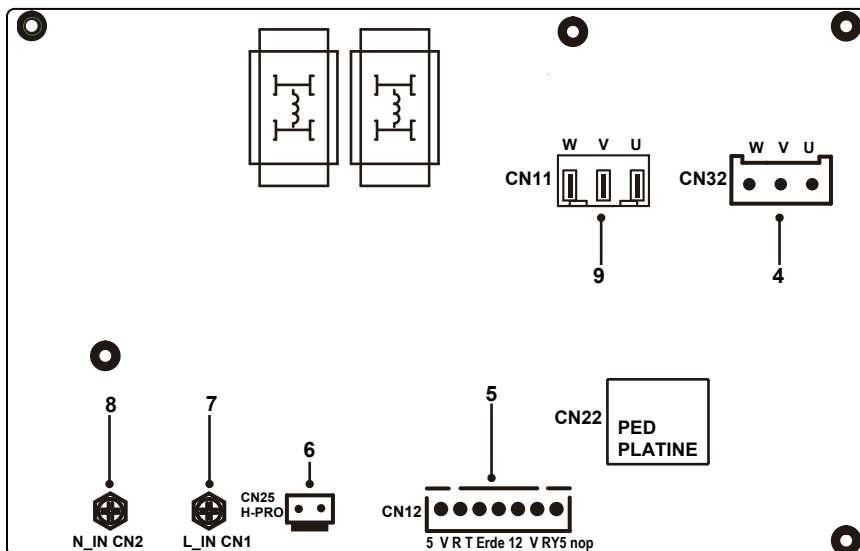 W V U
W V U
CN11
CN32
9
4
8
7
6
5
CN22
PED
PLATINE
CN25
H-PRO
CN12
N_IN CN2
L_IN CN1
5 V R T Erde 12 V RY5 nop